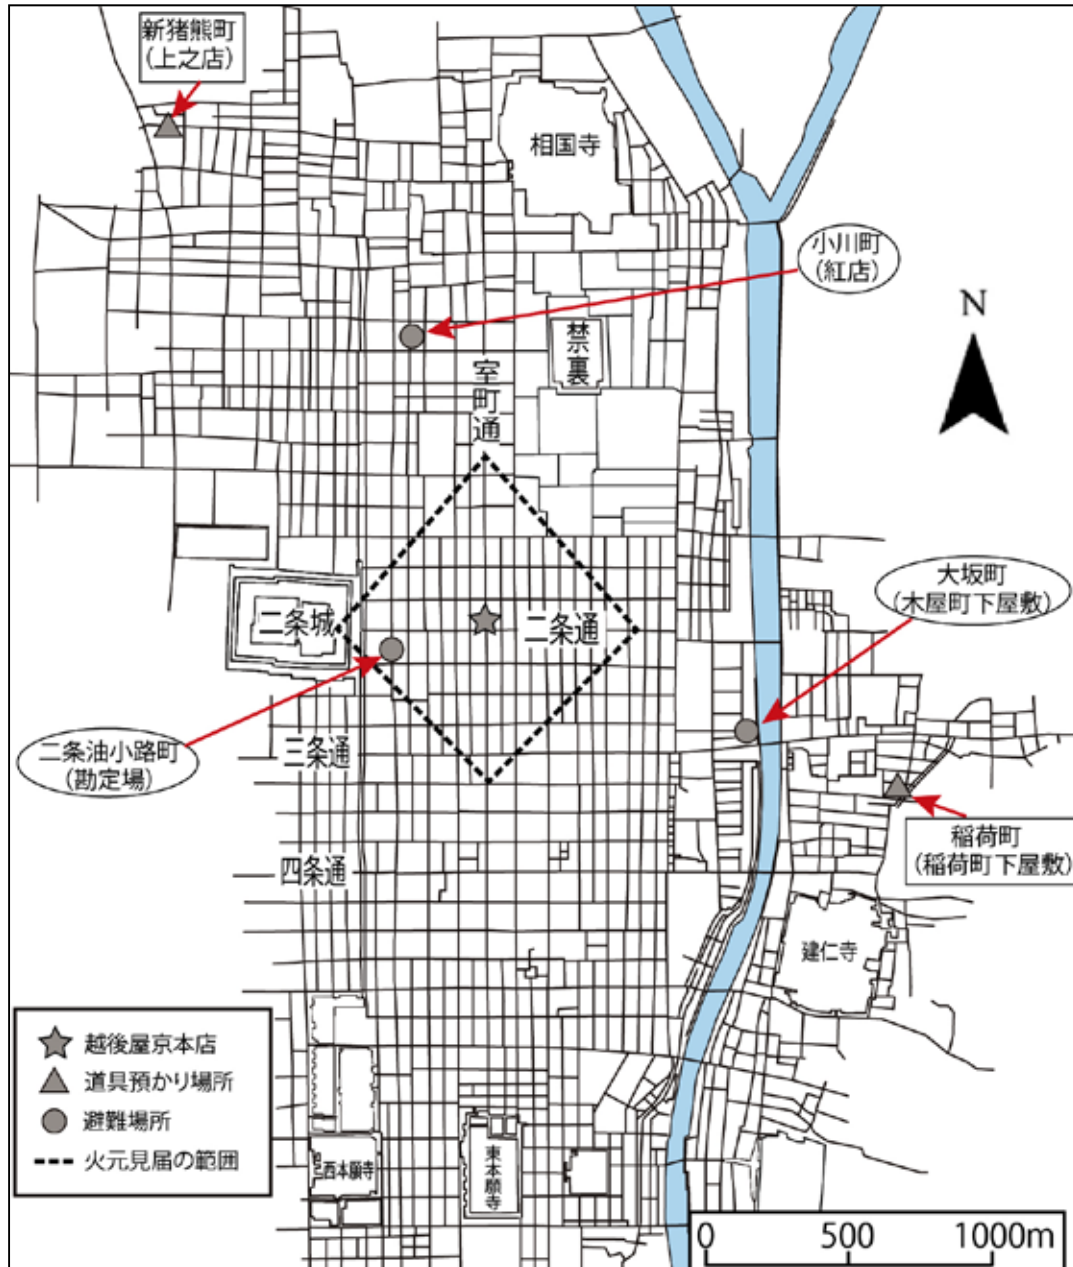 新猪熊町
(上之店)
相国寺
小川町
(紅店)
N
禁裏
室町通
大坂町
(木屋町下屋敷)
二条城
二条通
二条油小路町
(勘定場)
三条通
稲荷町
(稲荷町下屋敷)
四条通
建仁寺
越後屋京本店
道具預かり場所
避難場所
火元見届の範囲
西本願寺
東本願寺
0 500 1000m